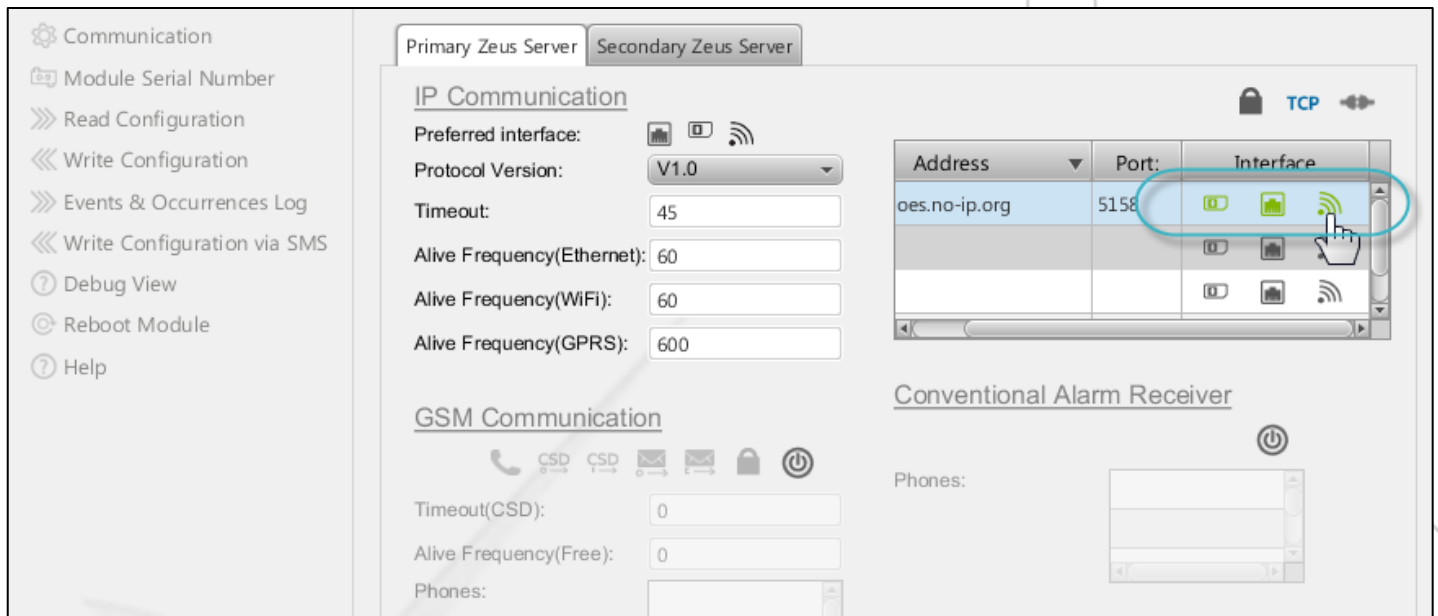 Communication
Module Serial Number
Read Configuration
Write Configuration
Events & Occurrences Log
Write Configuration via SMS
Debug View
Reboot Module
Help
Primary Zeus Server
Secondary Zeus Server
IP Communication
Preferred interface:
Protocol Version:
V1.0
Timeout:
45
Alive Frequency(Ethernet):
60
Alive Frequency(WiFi):
60
Alive Frequency(GPRS):
600
TCP
Address Port: Interface
oes.no-ip.org 5158
GSM Communication
CSD CSD
Timeout(CSD):
0
Alive Frequency(Free):
0
Phones:
Conventional Alarm Receiver
Phones: